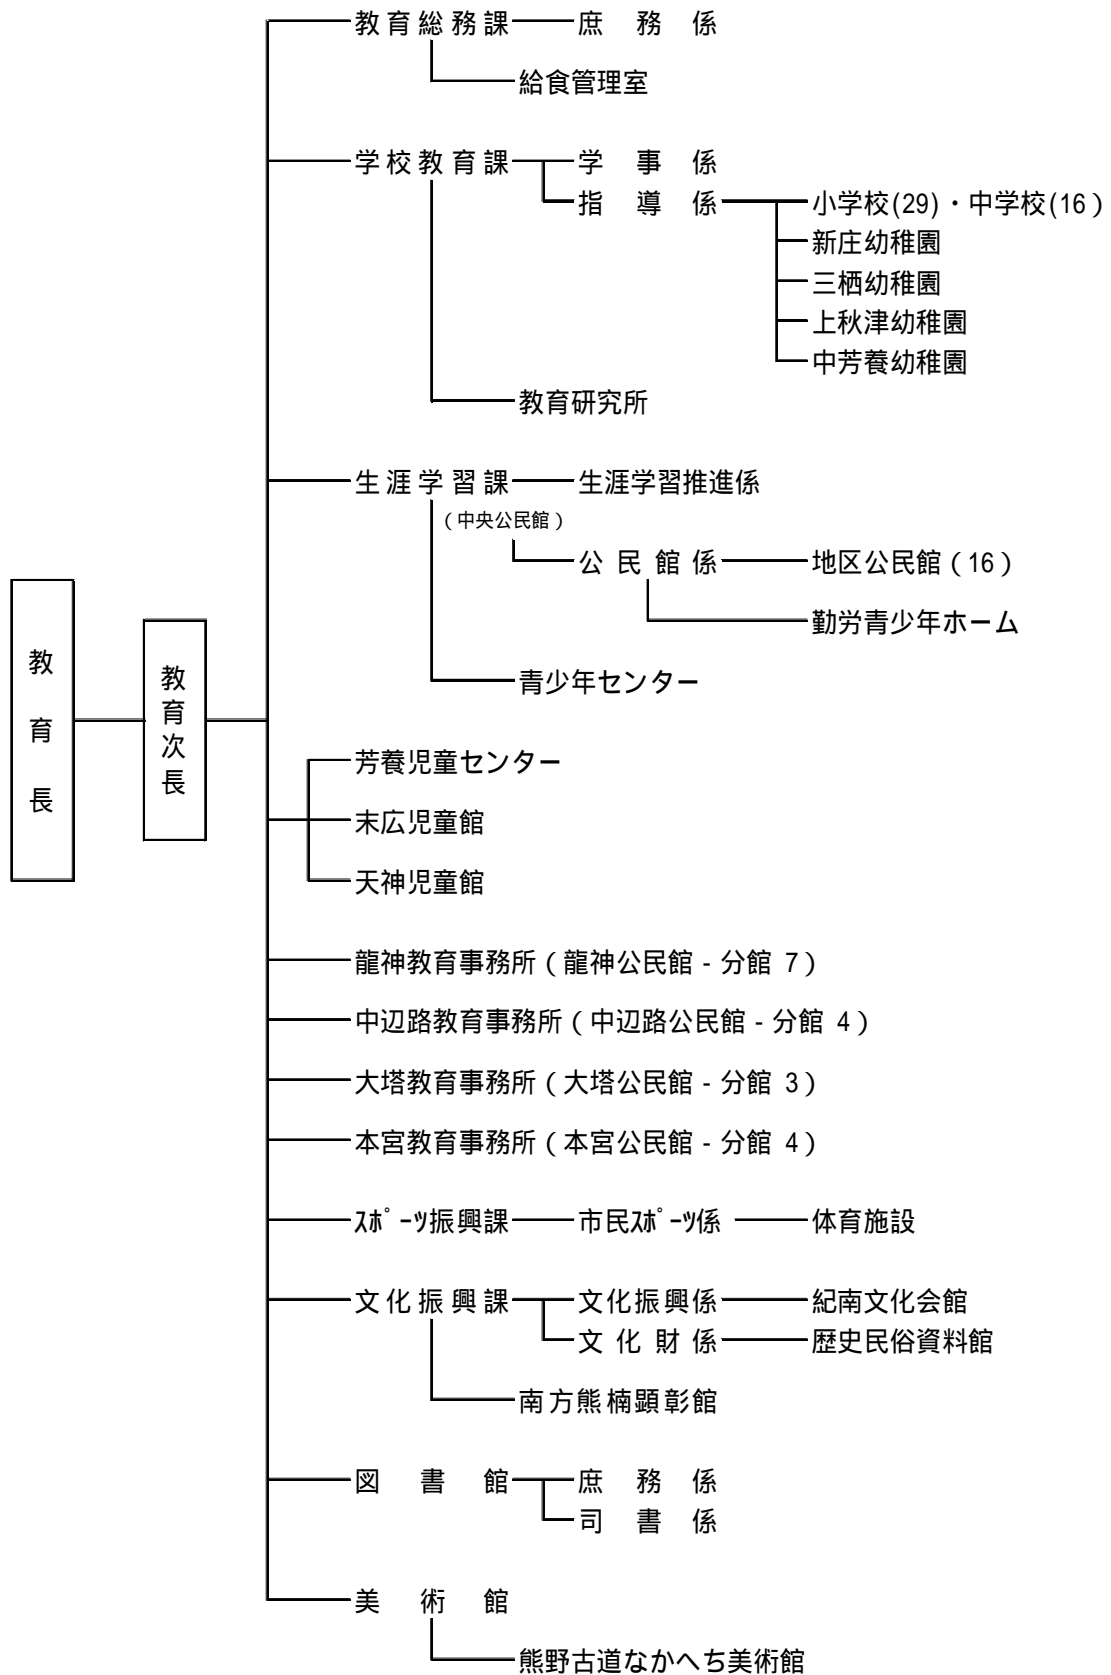 教育総務課 庶務係
給食管理室
学校教育課 学事係
指導係 小学校(29)・中学校(16)
新庄幼稚園
三栖幼稚園
上秋津幼稚園
中芳養幼稚園
教育研究所
生涯学習課 生涯学習推進係
(中央公民館)
公民館係 地区公民館(16)
勤労青少年ホーム
青少年センター
教育長
教育次長
芳養児童センター
末広児童館
天神児童館
龍神教育事務所(龍神公民館-分館 7)
中辺路教育事務所(中辺路公民館-分館 4)
大塔教育事務所(大塔公民館-分館 3)
本宮教育事務所(本宮公民館-分館 4)
スポーツ振興課 市民スポーツ係 体育施設
文化振興課 文化振興係 紀南文化会館
文化財係 歴史民俗資料館
南方熊楠顕彰館
図書館 庶務係
司書係
美術館
熊野古道なかへち美術館